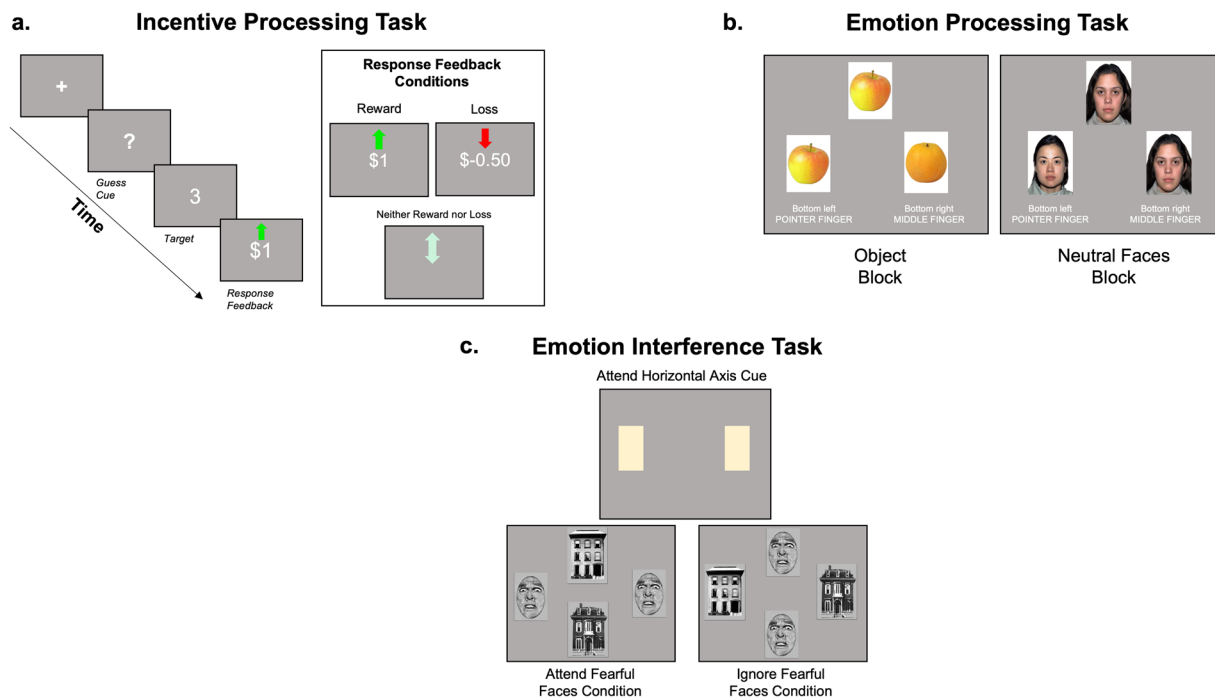 a. Incentive Processing Task
+
?
Guess
Cue
3
Target
$1
Response
Feedback
Time
Response Feedback
Conditions
Reward
Loss
$1
$-0.50
Neither Reward nor Loss
b. Emotion Processing Task
Bottom left
POINTER FINGER
Bottom right
MIDDLE FINGER
Object
Block
Bottom left
POINTER FINGER
Bottom right
MIDDLE FINGER
Neutral Faces
Block
c. Emotion Interference Task
Attend Horizontal Axis Cue
Attend Fearful
Faces Condition
Ignore Fearful
Faces Condition